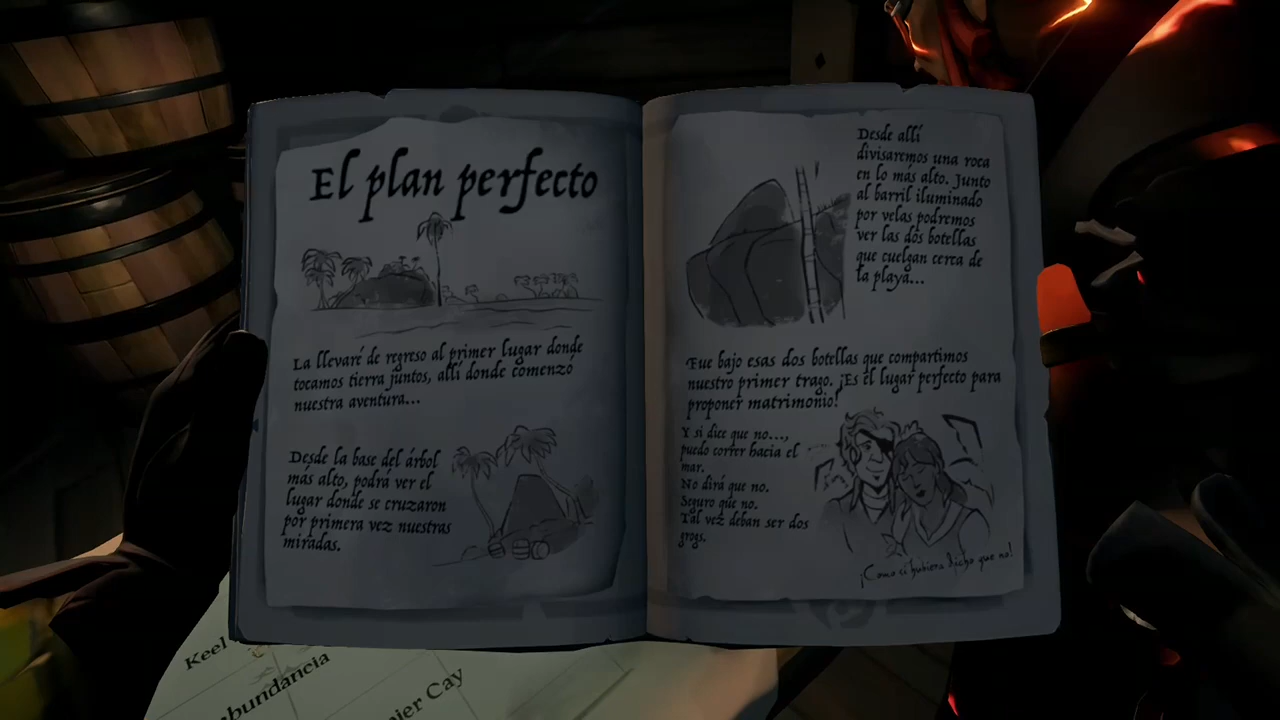 El plan perfecto
La llevaré de regreso al primer lugar donde
tocamos tierra juntos, allí donde comenzó
nuestra aventura...
Desde la base del árbol
más alto, podrá ver el
lugar donde se cruzaron
por primera vez nuestras
miradas.
Desde allí
divisaremos una roca
en lo más alto. Junto
al barril iluminado
por velas podremos
ver las dos botellas
que cuelgan cerca de
la playa...
Fue bajo esas dos botellas que compartimos
nuestro primer trago. ¡Es el lugar perfecto para
proponer matrimonio!
Y si dice que no...,
puedo correr hacia el
mar.
No dirá que no.
Seguro que no.
Tal vez deban ser dos
grogs.
¡Como si hubiera dicho que no!
Keel
bundancia
Cay